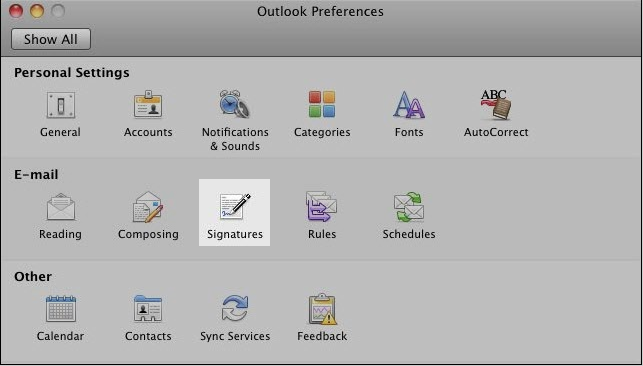 Outlook Preferences
Show All
Personal Settings
General Accounts Notifications & Sounds Categories Fonts ABC AutoCorrect
E-mail
Reading Composing Signatures Rules Schedules
Other
Calendar Contacts Sync Services Feedback